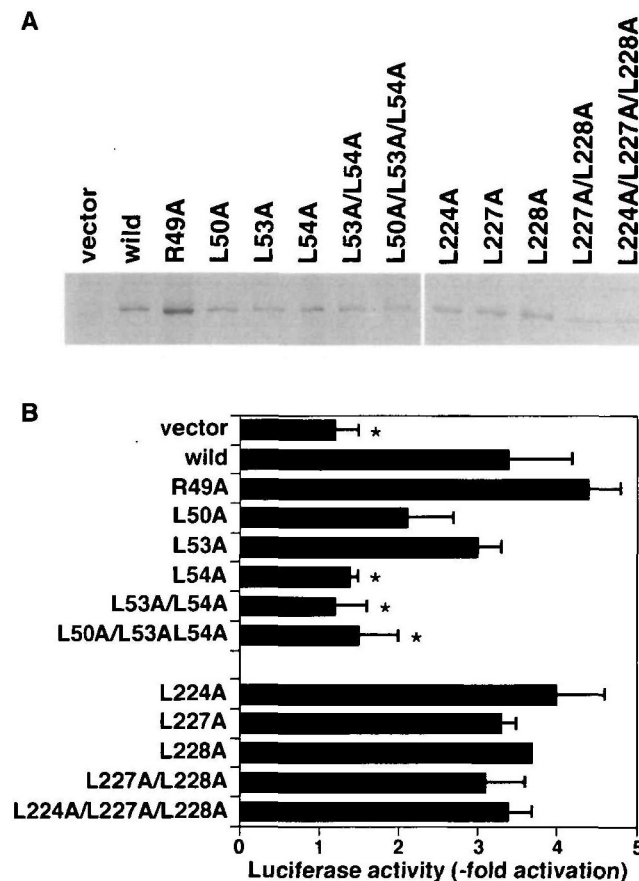 A
vector
wild
R49A
L50A
L53A
L54A
L53A/L54A
L50A/L53A/L54A
L224A
L227A
L228A
L227A/L228A
L224A/L227A/L228A
B
vector
*
wild
R49A
L50A
L53A
L54A
*
L53A/L54A
*
L50A/L53AL54A
*
L224A
L227A
L228A
L227A/L228A
L224A/L227A/L228A
0 1 2 3 4 5
Luciferase activity (-fold activation)